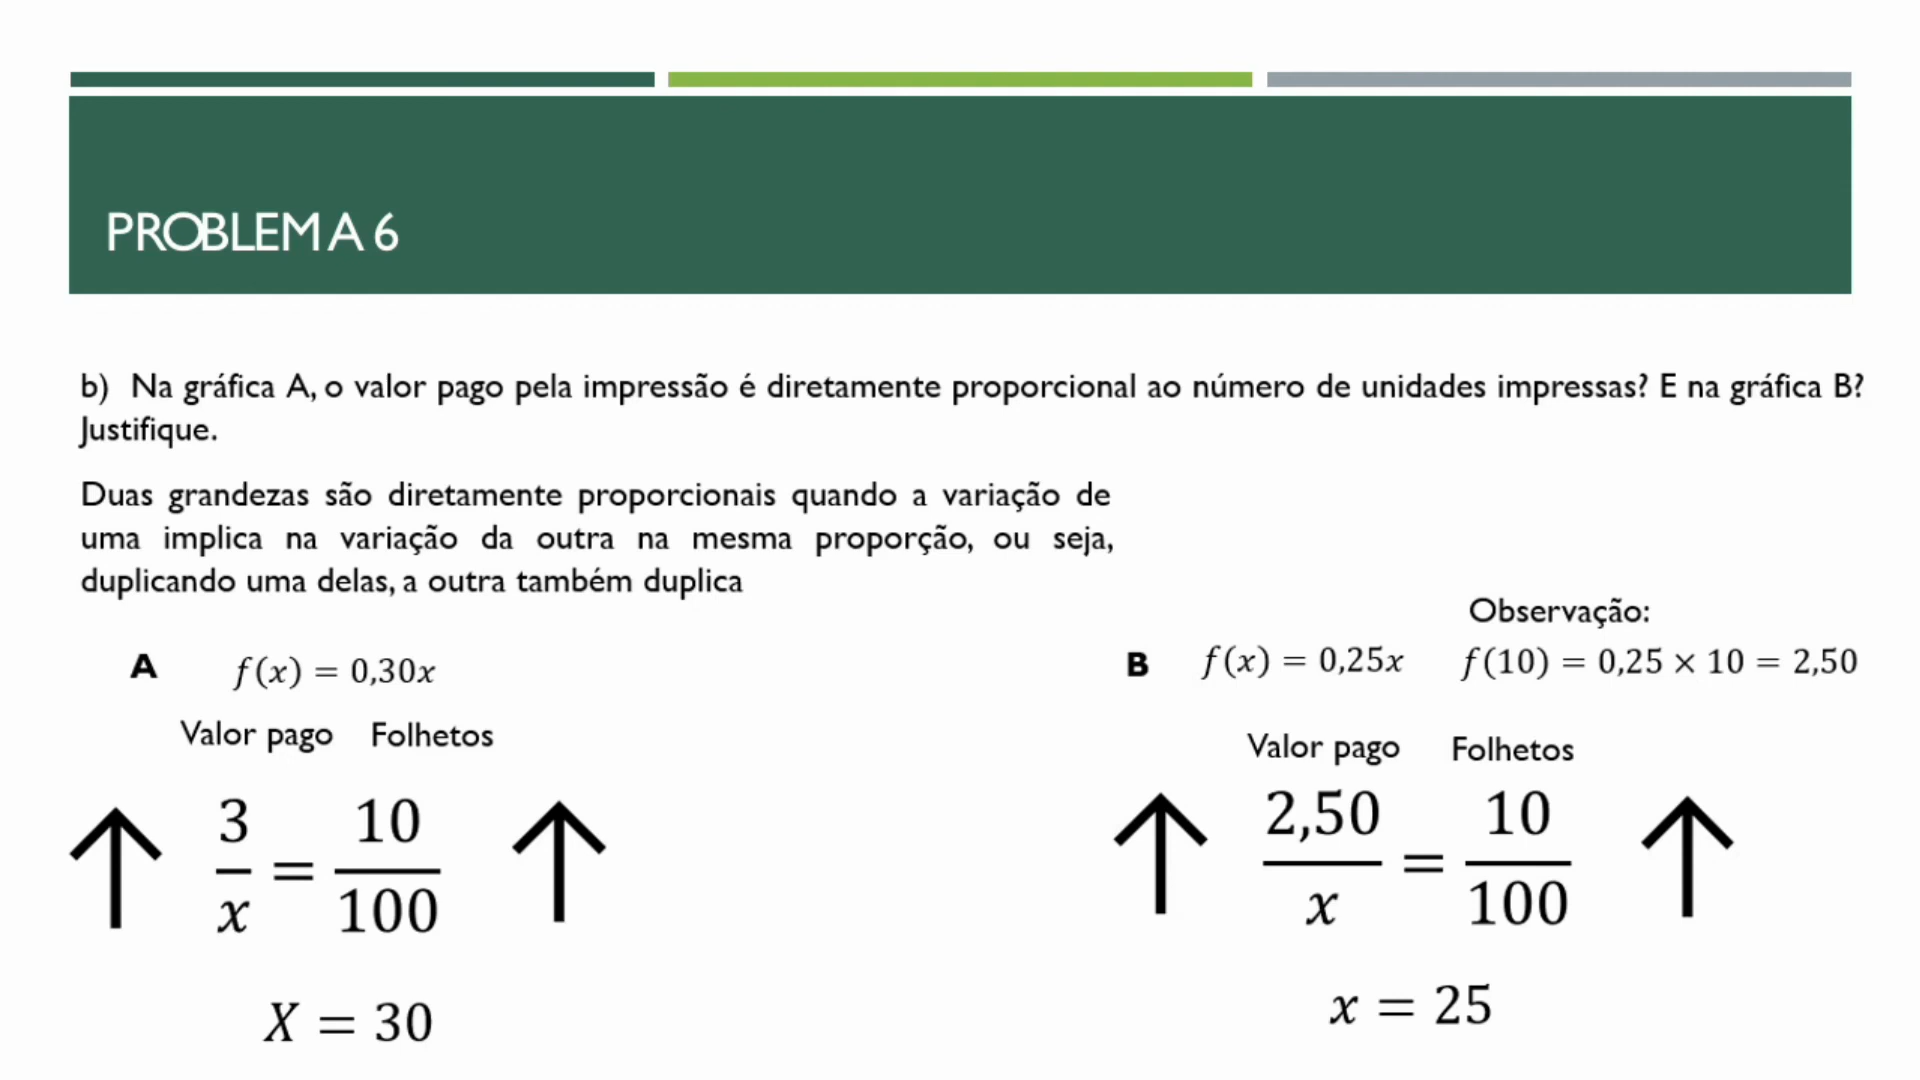 PROBLEMA 6
b) Na gráfica A, o valor pago pela impressão é diretamente proporcional ao número de unidades impressas? E na gráfica B?
Justifique.
Duas grandezas são diretamente proporcionais quando a variação de
uma implica na variação da outra na mesma proporção, ou seja,
duplicando uma delas, a outra também duplica
A f(x) = 0,30x
Valor pago Folhetos
3/x = 10/100
X = 30
Observação:
B f(x) = 0,25x f(10) = 0,25 × 10 = 2,50
Valor pago Folhetos
2,50/x = 10/100
x = 25